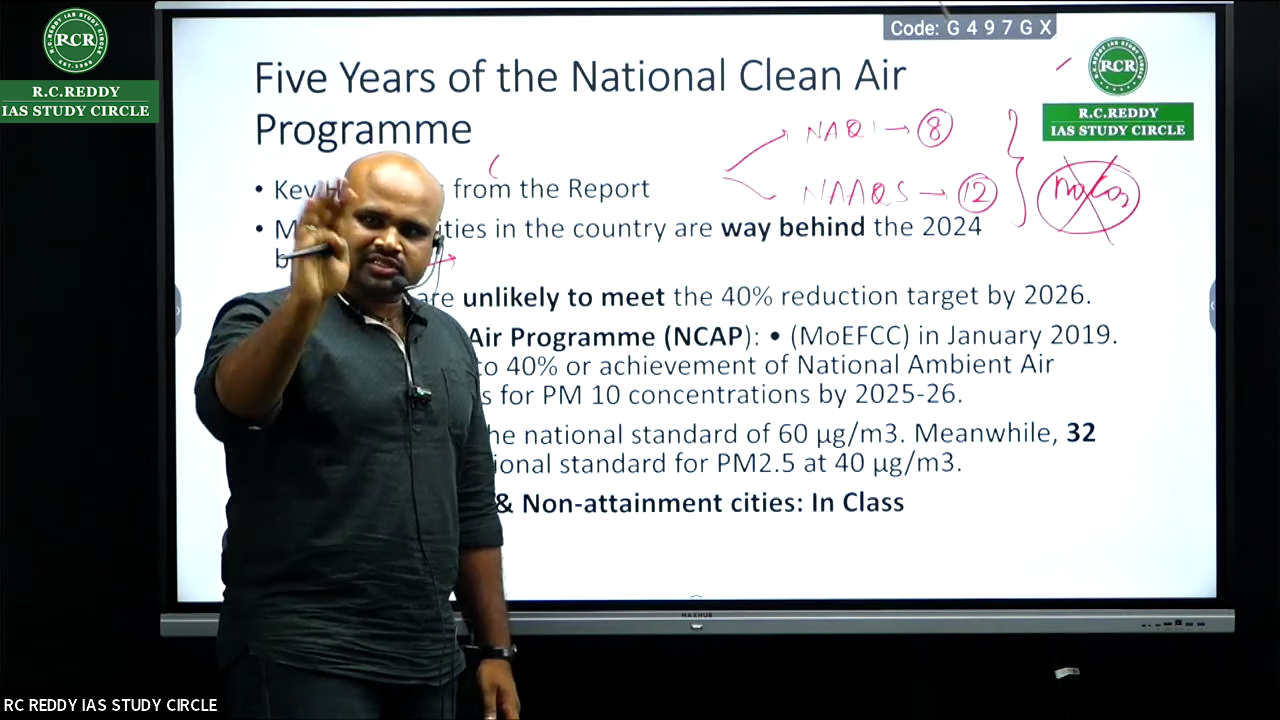 RCR
R.C.REDDY
IAS STUDY CIRCLE
Code: G 4 9 7 G X
Five Years of the National Clean Air
Programme
NAQI → 8
NAAQS → 12
RCR
R.C.REDDY
IAS STUDY CIRCLE
• Key from the Report
• ities in the country are way behind the 2024
are unlikely to meet the 40% reduction target by 2026.
Air Programme (NCAP): • (MoEFCC) in January 2019.
to 40% or achievement of National Ambient Air
s for PM 10 concentrations by 2025-26.
he national standard of 60 µg/m3. Meanwhile, 32
ional standard for PM2.5 at 40 µg/m3.
& Non-attainment cities: In Class
MAXHUB
RC REDDY IAS STUDY CIRCLE